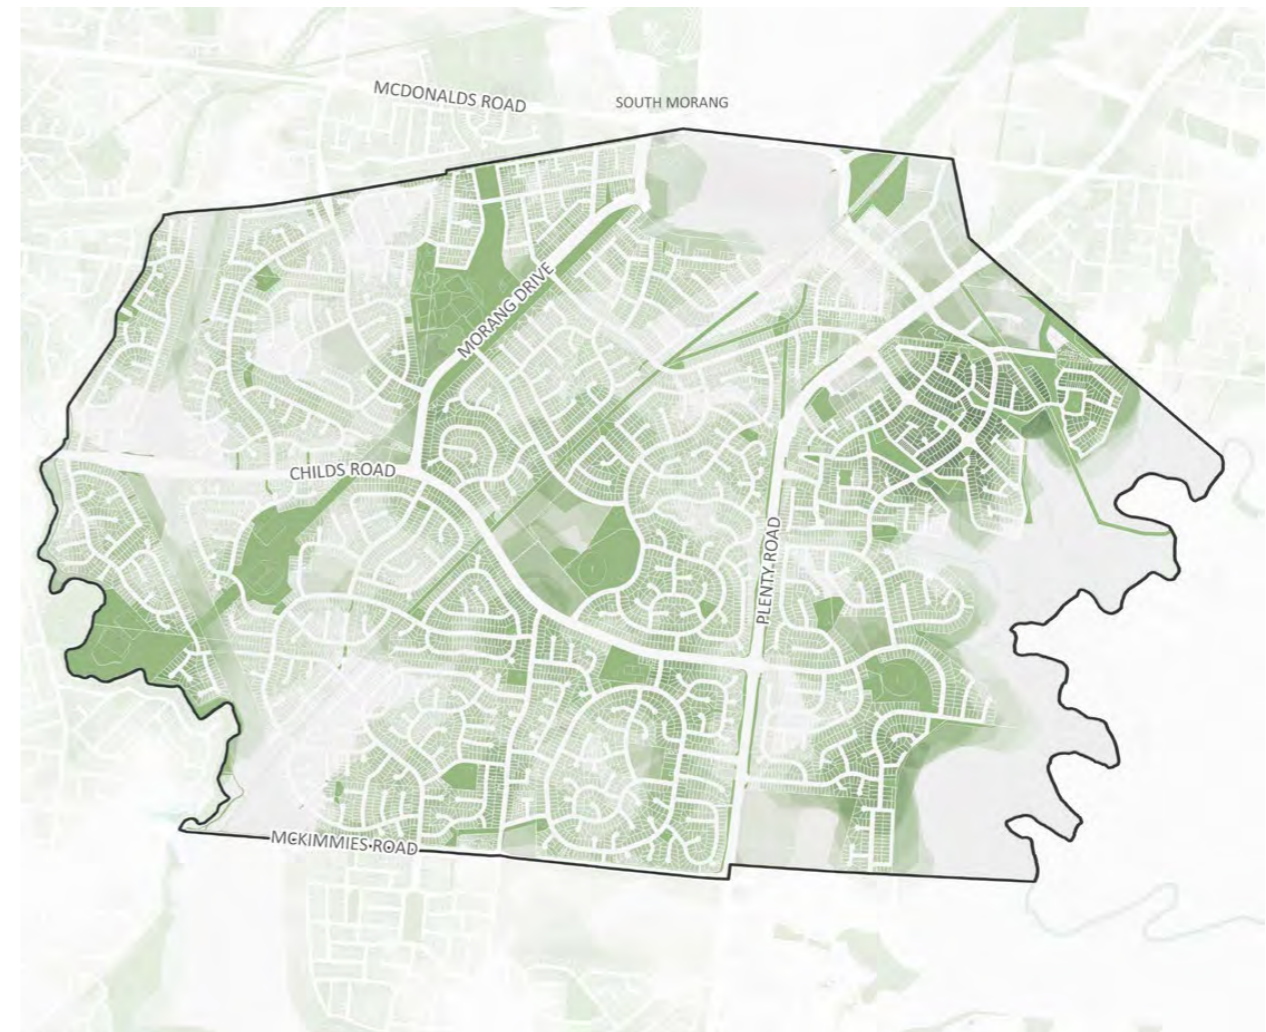 MCDONALDS ROAD
SOUTH MORANG
MORANG DRIVE
CHILDS ROAD
PLENTY ROAD
MCKIMMIES ROAD